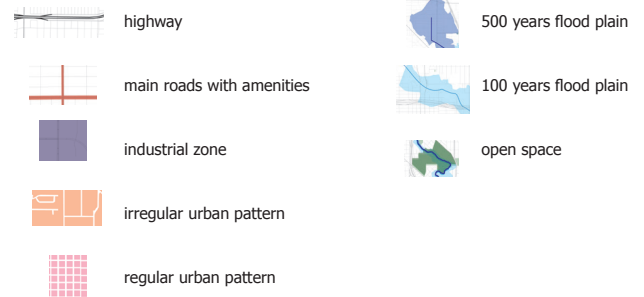 highway
main roads with amenities
industrial zone
irregular urban pattern
regular urban pattern
500 years flood plain
100 years flood plain
open space